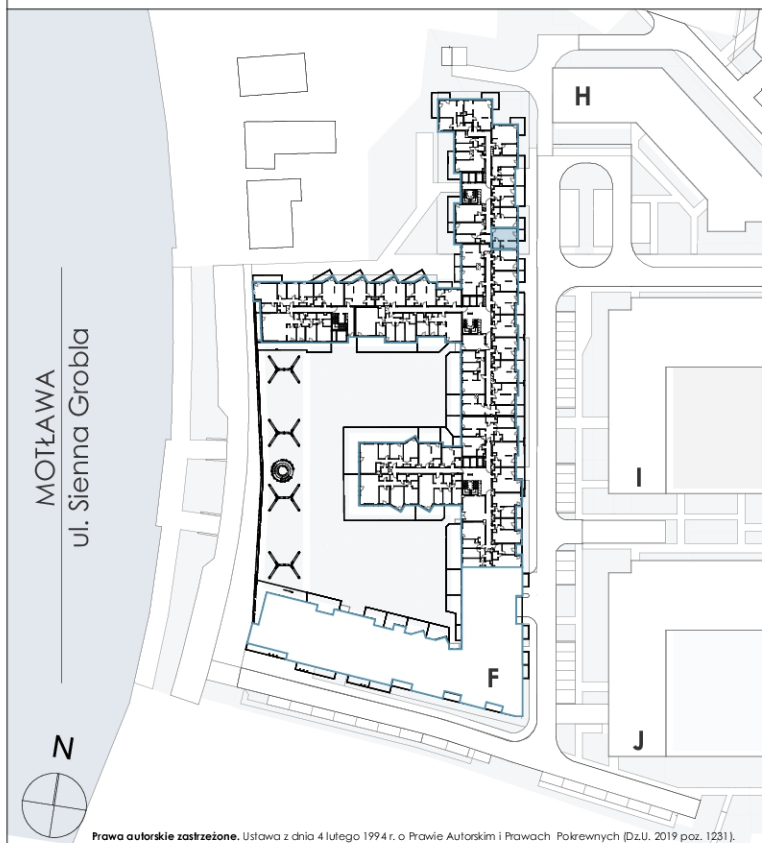 H
MOTŁAWA
ul. Sienna Grobla
I
F
J
N
Prawa autorskie zastrzeżone. Ustawa z dnia 4 lutego 1994 r. o Prawie Autorskim i Prawach Pokrewnych (Dz.U. 2019 poz. 1231).